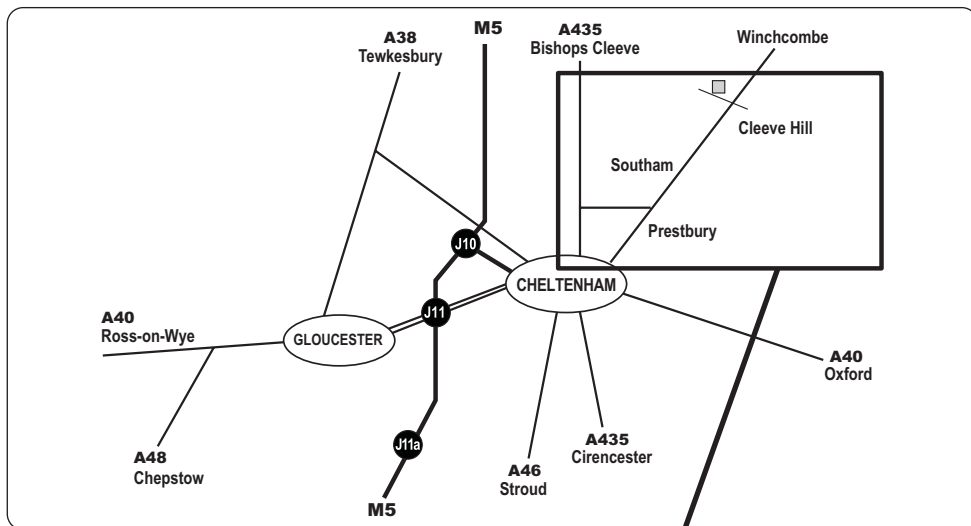 A38
Tewkesbury
M5
A435
Bishops Cleeve
Winchcombe
Cleeve Hill
Southam
Prestbury
J10
CHELTENHAM
J11
GLOUCESTER
A40
Ross-on-Wye
A40
Oxford
A48
Chepstow
J11a
M5
A46
Stroud
A435
Cirencester